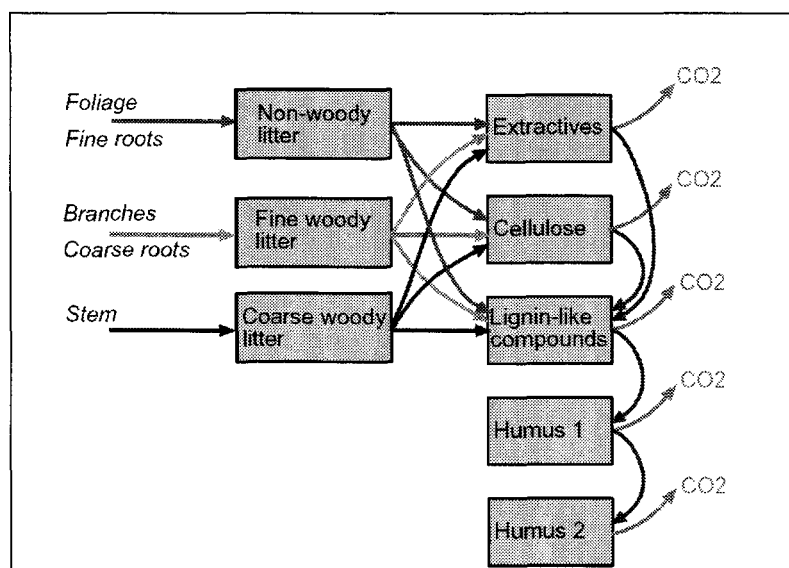 Foliage
Fine roots
Non-woody
litter
Extractives
CO2
Branches
Coarse roots
Fine woody
litter
Cellulose
CO2
Stem
Coarse woody
litter
Lignin-like
compounds
CO2
Humus 1
CO2
Humus 2
CO2